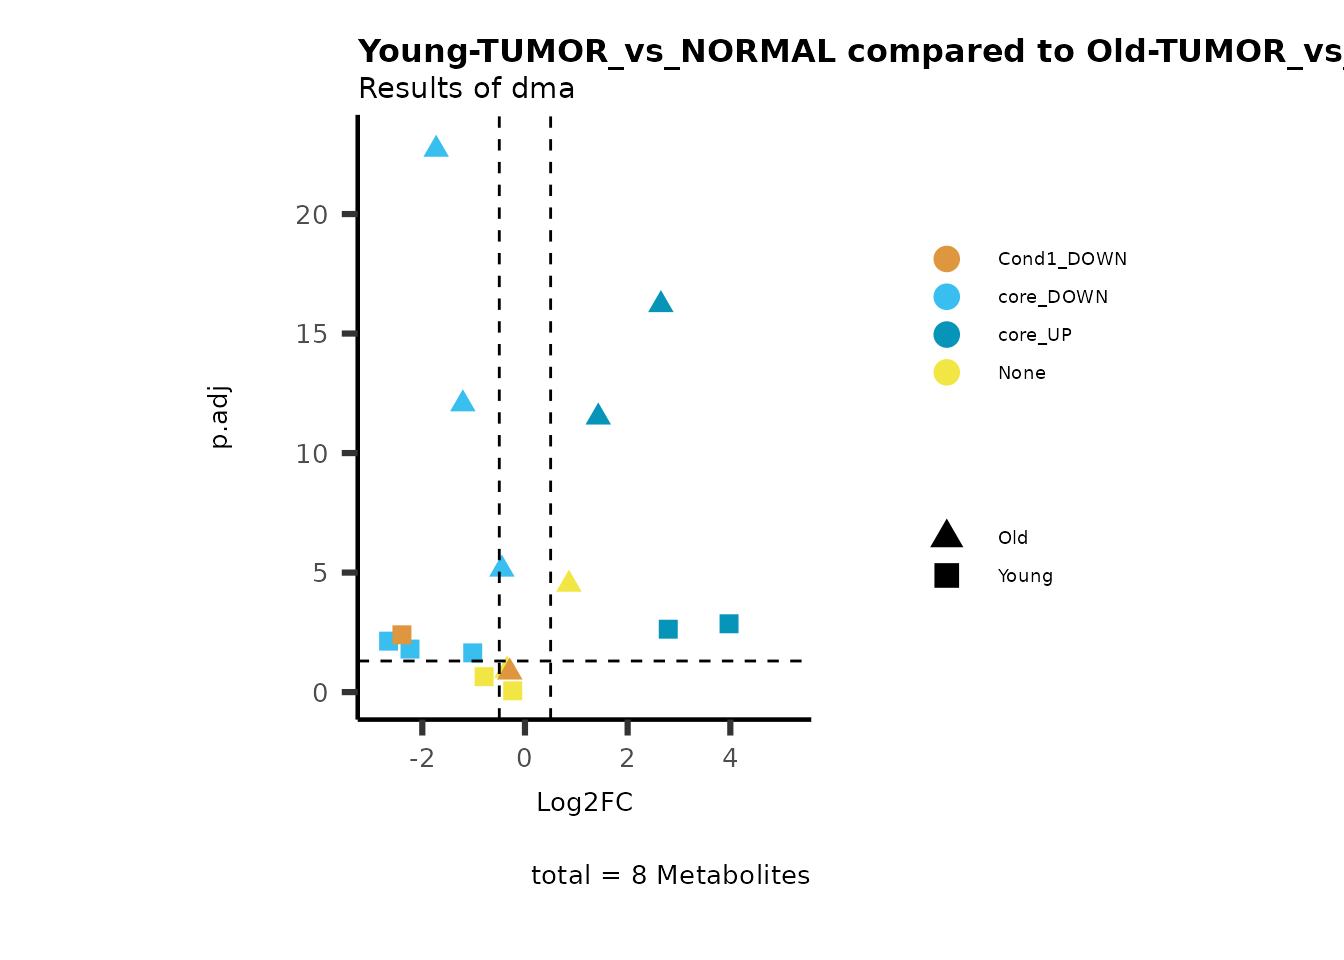 Young-TUMOR_vs_NORMAL compared to Old-TUMOR_vs_
Results of dma
20
15
10
5
0
p.adj
-2 0 2 4
Log2FC
total = 8 Metabolites
Cond1_DOWN
core_DOWN
core_UP
None
Old
Young